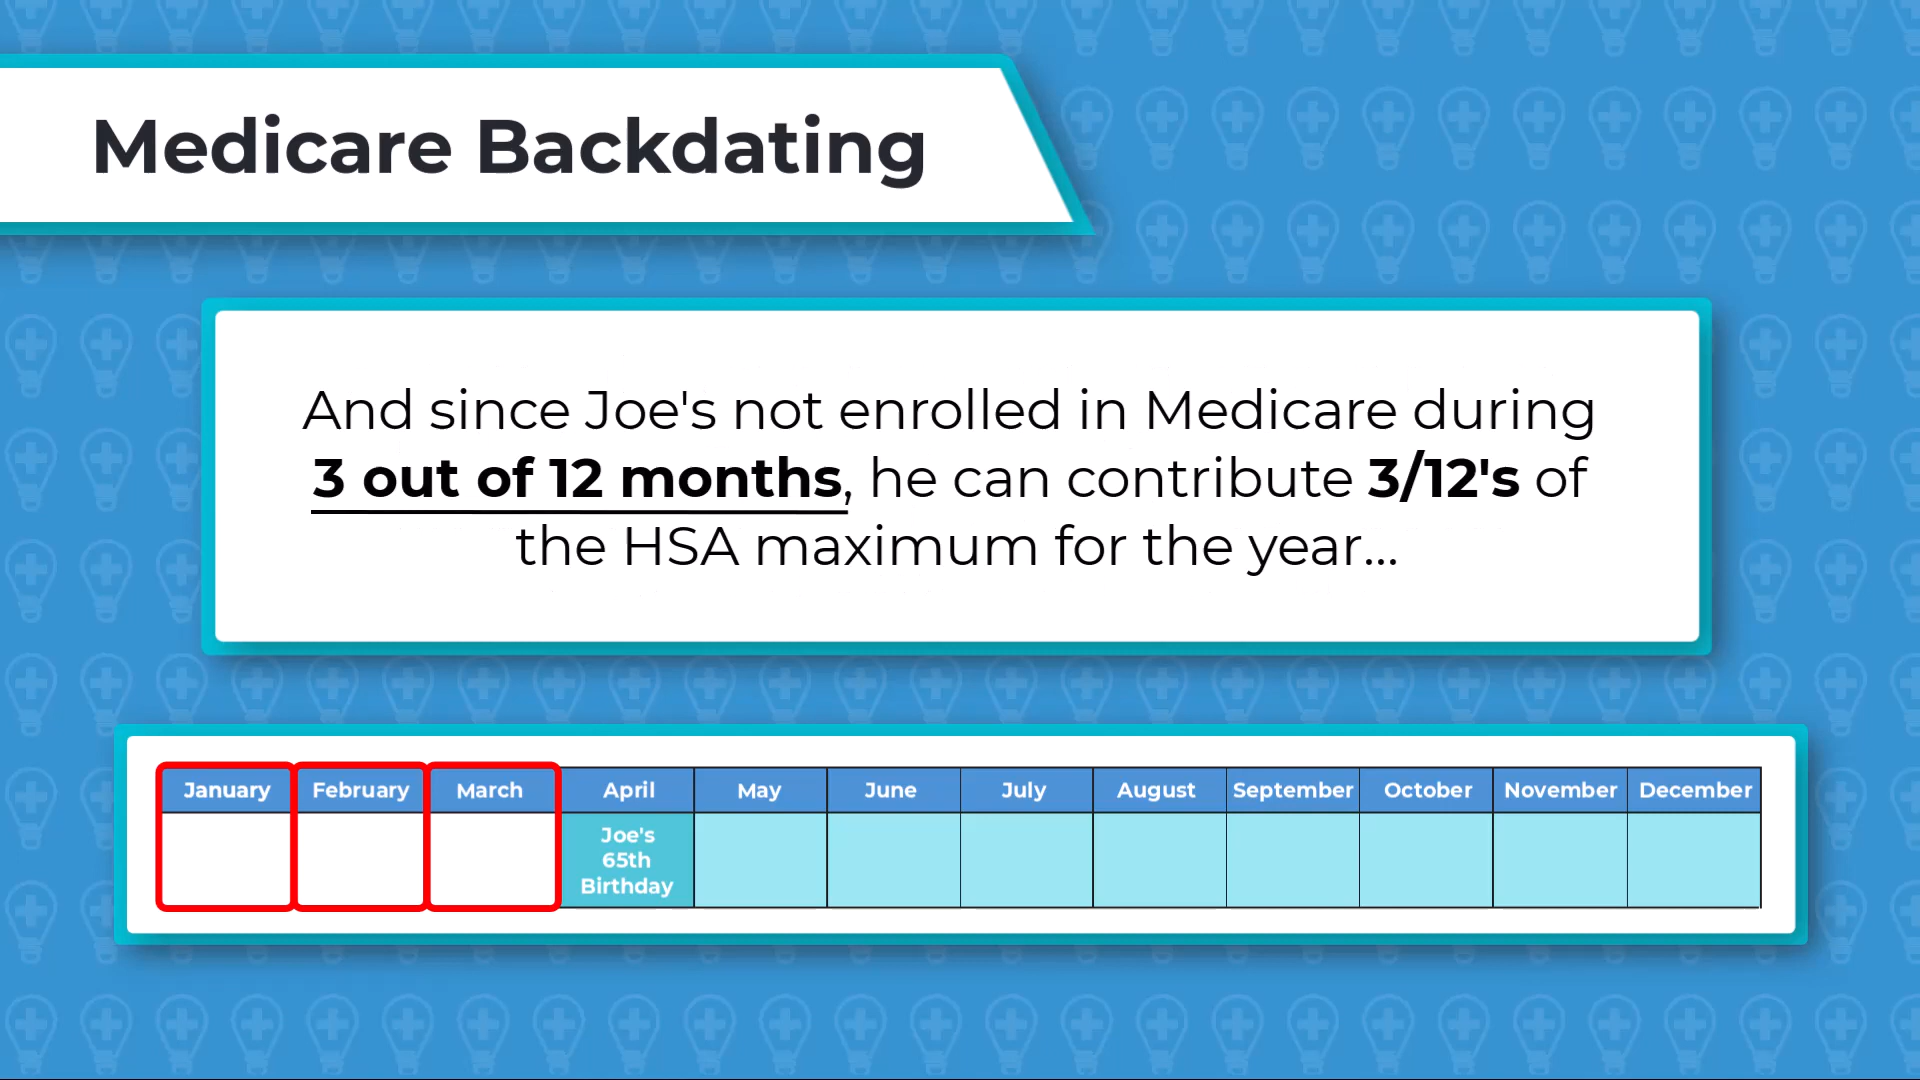 Medicare Backdating
And since Joe's not enrolled in Medicare during
3 out of 12 months, he can contribute 3/12's of
the HSA maximum for the year...
January February March April May June July August September October November December
Joe's
65th
Birthday